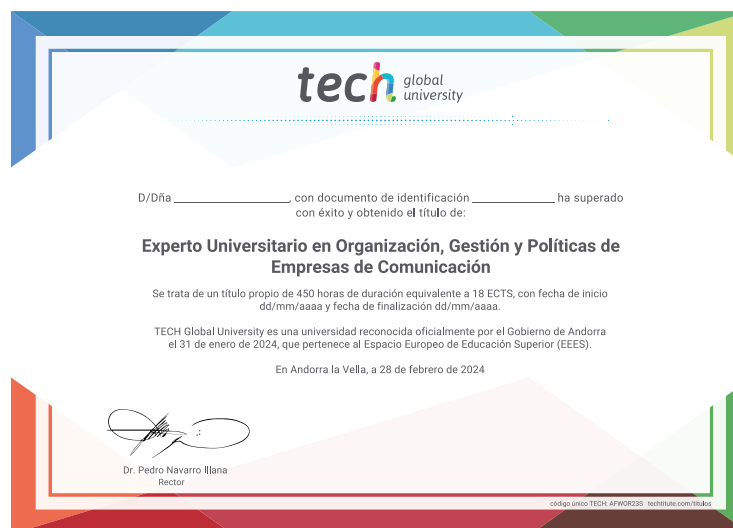 tech global university
D/Dña ____________________, con documento de identificación ______________ ha superado
con éxito y obtenido el título de:
Experto Universitario en Organización, Gestión y Políticas de
Empresas de Comunicación
Se trata de un título propio de 450 horas de duración equivalente a 18 ECTS, con fecha de inicio
dd/mm/aaaa y fecha de finalización dd/mm/aaaa.
TECH Global University es una universidad reconocida oficialmente por el Gobierno de Andorra
el 31 de enero de 2024, que pertenece al Espacio Europeo de Educación Superior (EEES).
En Andorra la Vella, a 28 de febrero de 2024
Dr. Pedro Navarro Illana
Rector
código único TECH: AFWOR23S  techtitute.com/titulos